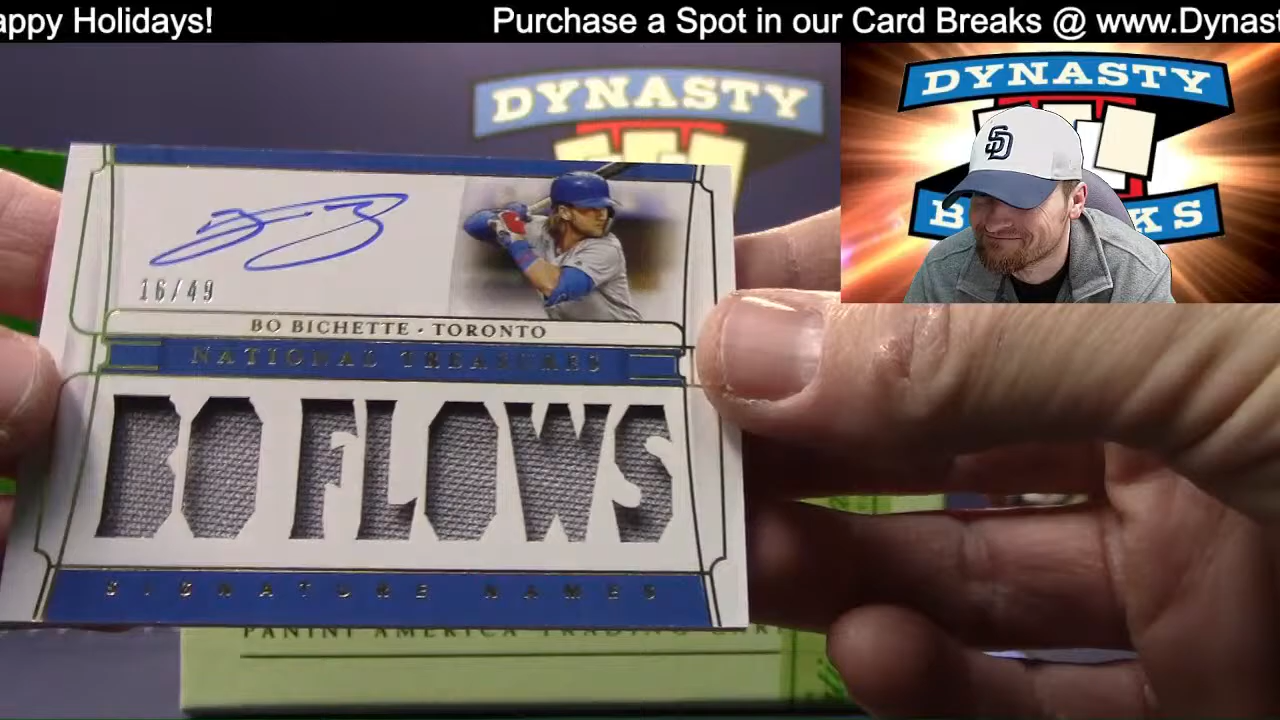 appy Holidays!
Purchase a Spot in our Card Breaks @ www.Dynast
DYNASTY
DYNASTY
SD
B
KS
16/49
BO BICHETTE · TORONTO
NATIONAL TREASURES
BO FLOWS
SIGNATURE NAMES
PANINI AMERICA TRADING CAR